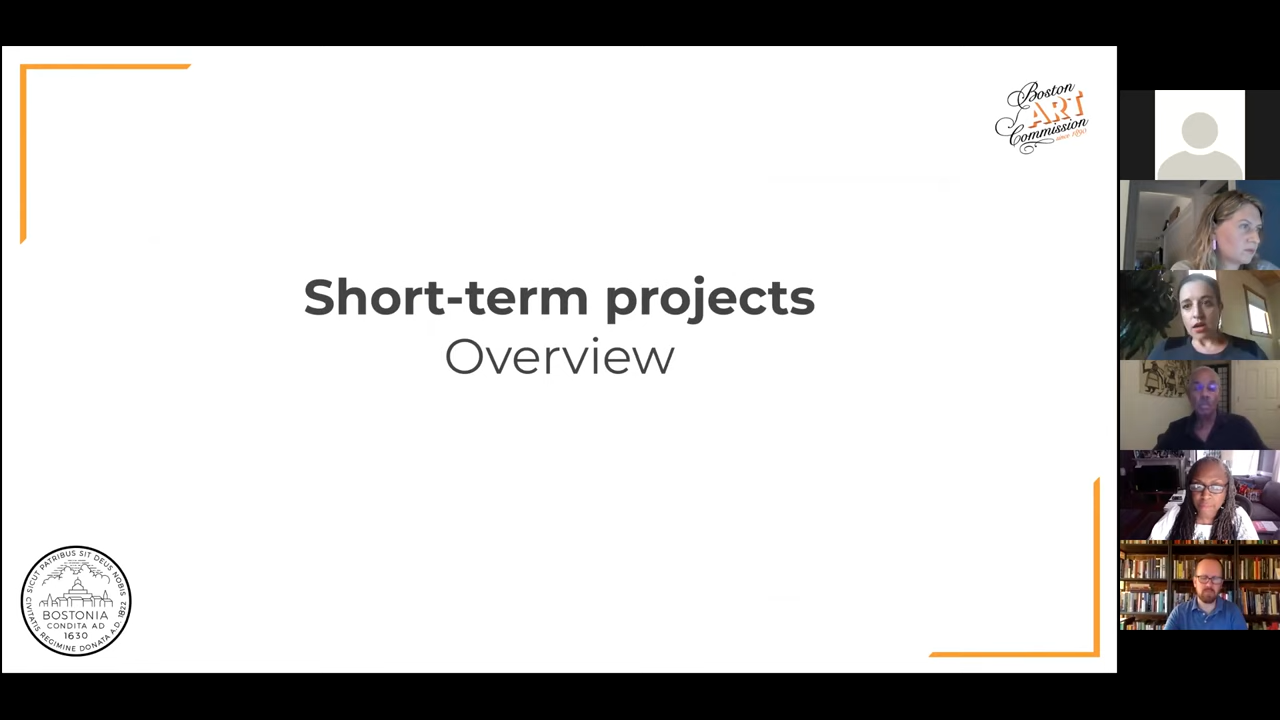 Boston
ART
Commission
since 1890
Short-term projects
Overview
SICUT PATRIBUS SIT DEUS NOBIS
BOSTONIA
CONDITA AD
1630
CIVITATIS REGIMINE DONATA A.D. 1822